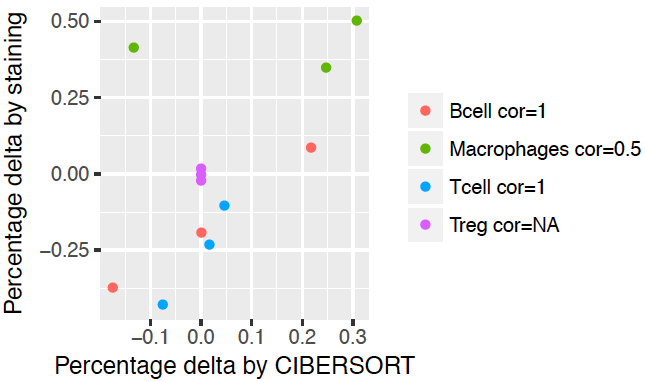 Percentage delta by staining
0.50
0.25
0.00
−0.25
−0.1 0.0 0.1 0.2 0.3
Percentage delta by CIBERSORT
Bcell cor=1
Macrophages cor=0.5
Tcell cor=1
Treg cor=NA